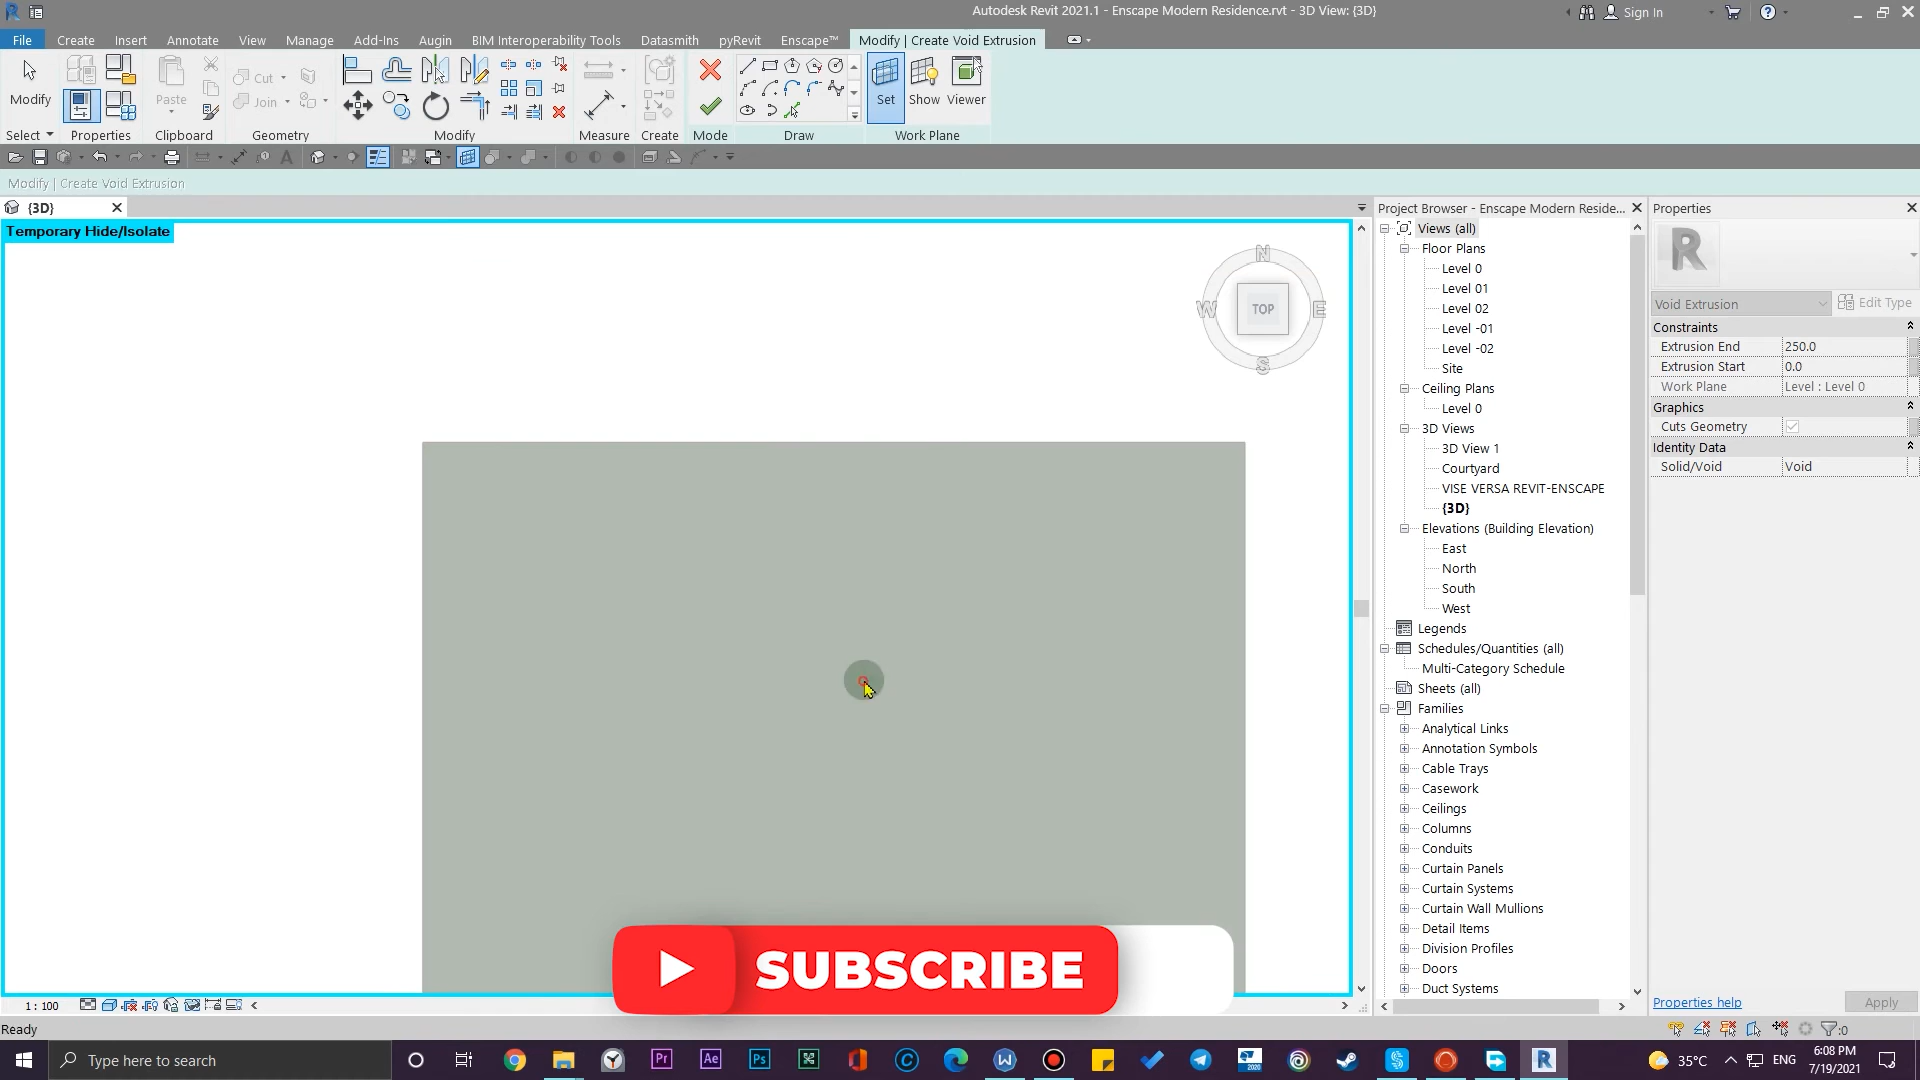 Autodesk Revit 2021.1 - Enscape Modern Residence.rvt - 3D View: {3D}
Sign In
File Create Insert Annotate View Manage Add-Ins Augin BIM Interoperability Tools Datasmith pyRevit Enscape™ Modify | Create Void Extrusion
Modify
Paste
Cut
Join
Set
Show
Viewer
Select Properties Clipboard Geometry Modify Measure Create Mode Draw Work Plane
Modify | Create Void Extrusion
{3D}
Temporary Hide/Isolate
N
W
TOP
E
S
SUBSCRIBE
1 : 100
Ready
Project Browser - Enscape Modern Reside...
Views (all)
Floor Plans
Level 0
Level 01
Level 02
Level -01
Level -02
Site
Ceiling Plans
Level 0
3D Views
3D View 1
Courtyard
VISE VERSA REVIT-ENSCAPE
{3D}
Elevations (Building Elevation)
East
North
South
West
Legends
Schedules/Quantities (all)
Multi-Category Schedule
Sheets (all)
Families
Analytical Links
Annotation Symbols
Cable Trays
Casework
Ceilings
Columns
Conduits
Curtain Panels
Curtain Systems
Curtain Wall Mullions
Detail Items
Division Profiles
Doors
Duct Systems
Properties
R
Void Extrusion Edit Type
Constraints
Extrusion End 250.0
Extrusion Start 0.0
Work Plane Level : Level 0
Graphics
Cuts Geometry
Identity Data
Solid/Void Void
Properties help Apply
:0
Type here to search
Pr
Ae
Ps
2020
R
35°C
ENG
6:08 PM
7/19/2021